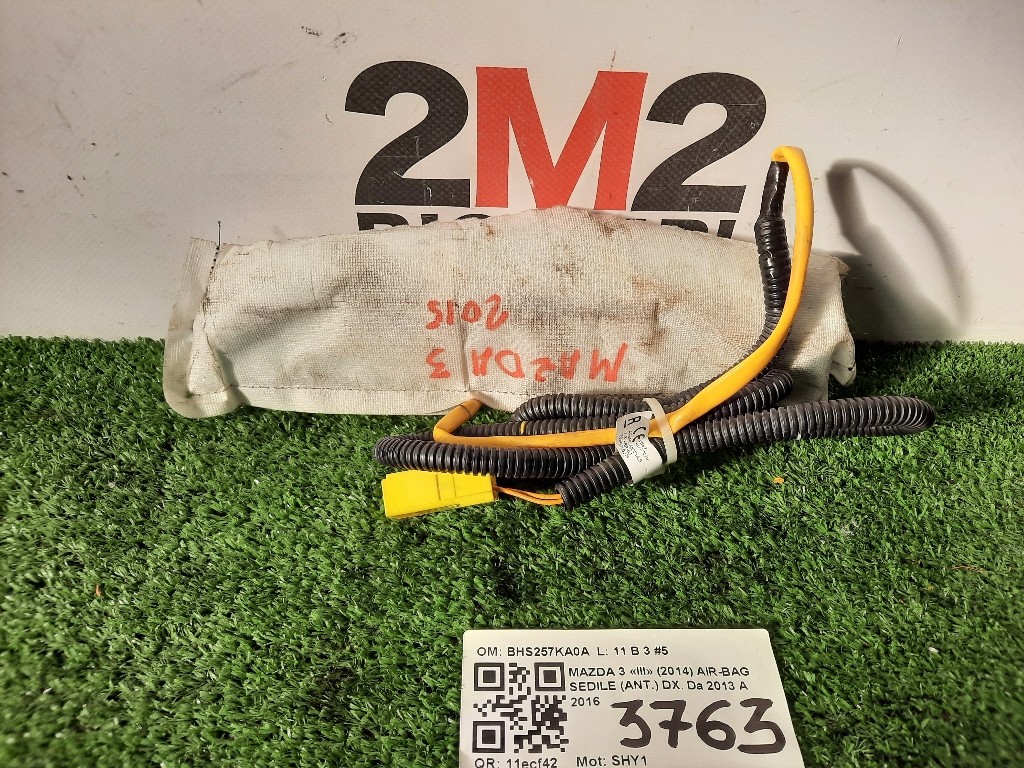 2M2
MAZDA 3
2015
CE
OM: BHS257KA0A L: 11 B 3 #5
MAZDA 3 «III» (2014) AIR-BAG
SEDILE (ANT.) DX. Da 2013 A
2016
3763
QR: 11ecf42 Mot: SHY1